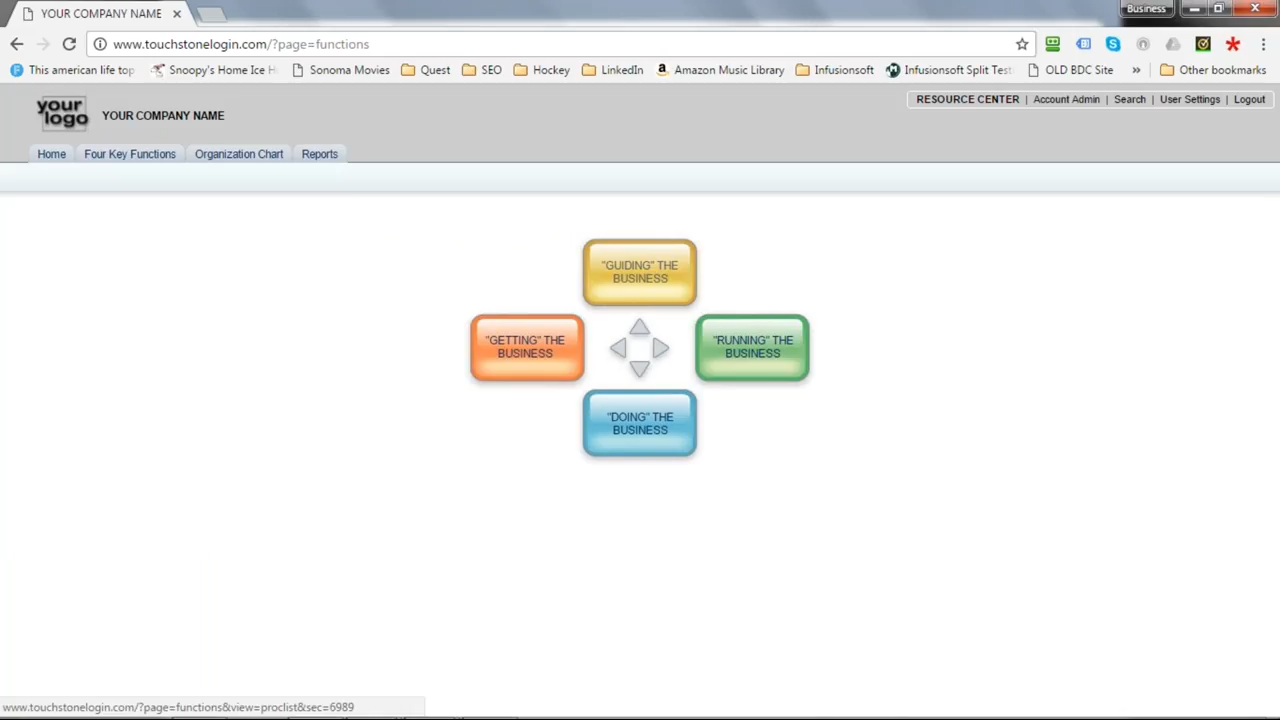 YOUR COMPANY NAME
Business
www.touchstonelogin.com/?page=functions
This american life top
Snoopy's Home Ice H
Sonoma Movies
Quest
SEO
Hockey
LinkedIn
Amazon Music Library
Infusionsoft
Infusionsoft Split Test
OLD BDC Site
»
Other bookmarks
your
logo
YOUR COMPANY NAME
RESOURCE CENTER | Account Admin | Search | User Settings | Logout
Home
Four Key Functions
Organization Chart
Reports
"GUIDING" THE
BUSINESS
"GETTING" THE
BUSINESS
"RUNNING" THE
BUSINESS
"DOING" THE
BUSINESS
www.touchstonelogin.com/?page=functions&view=proclist&sec=6989